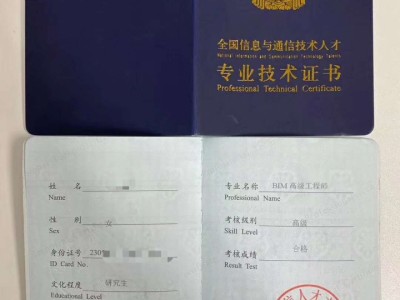 全国信息与通信技术人才
National Information and Communication Technology Talents
专业技术证书
Professional Technical Certificate
姓 名
Name
性 别 女
Sex
身份证号 230
ID Card No.
文化程度 研究生
Educational Level
专业名称 BIM高级工程师
Professional Name
考核级别 高级
Skill Level
考核成绩 合格
Result Test